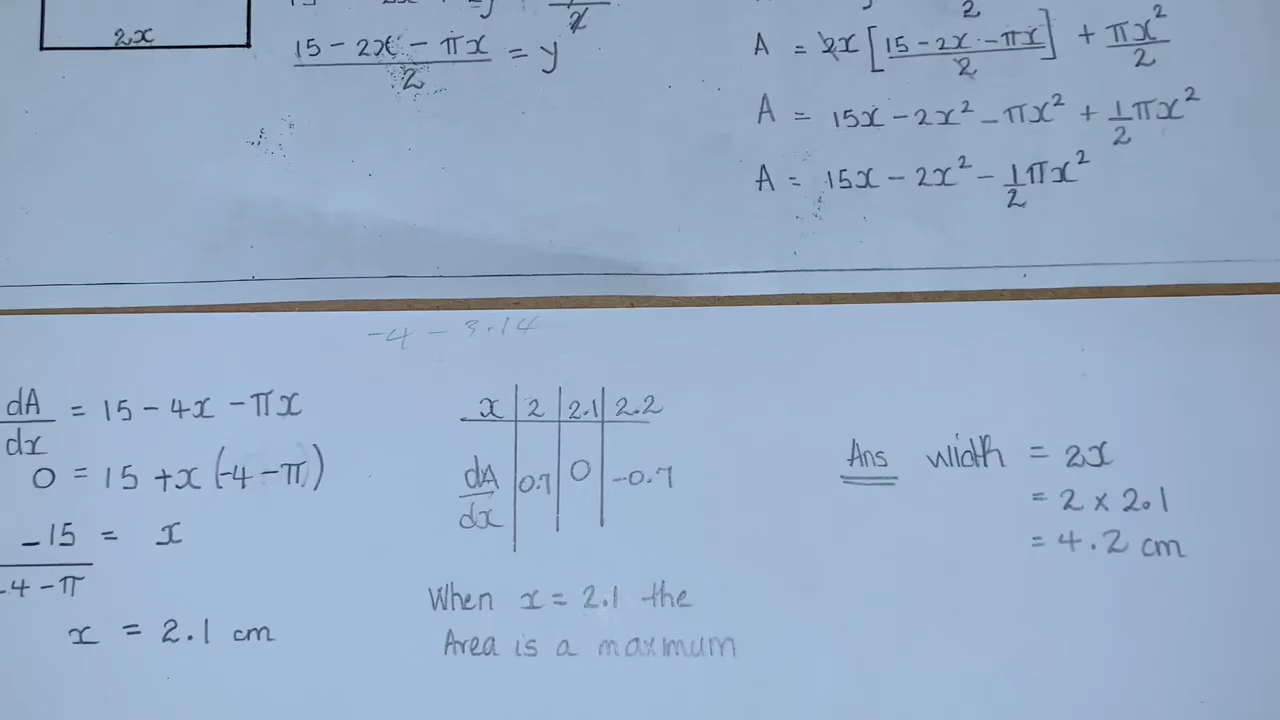 2x
15 - 2x - πx / 2 = y
2
A = 2x [15 - 2x - πx / 2] + πx² / 2
A = 15x - 2x² - πx² + 1/2 πx²
A = 15x - 2x² - 1/2 πx²
-4 - 3.14
dA/dx = 15 - 4x - πx
0 = 15 + x(-4 - π)
-15 / -4 - π = x
x = 2.1 cm
x | 2 | 2.1 | 2.2
dA/dx | 0.7 | 0 | -0.7
When x = 2.1 the
Area is a maximum
Ans width = 2x
= 2 × 2.1
= 4.2 cm